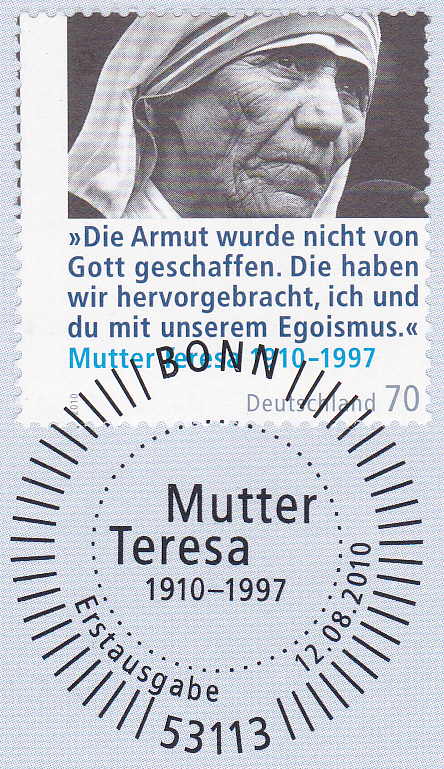 »Die Armut wurde nicht von
Gott geschaffen. Die haben
wir hervorgebracht, ich und
du mit unserem Egoismus.«
Mutter Teresa 1910–1997
2010
Deutschland 70
BONN
Mutter
Teresa
1910–1997
Erstausgabe
12.08.2010
53113